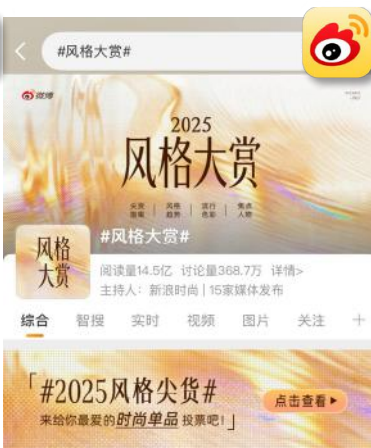 #风格大赏#
微博
2025
风格大赏
尖货 | 风格 | 流行 | 焦点
趋势 | 色彩 | 人物
风格
大赏
#风格大赏#
阅读量14.5亿 讨论量368.7万 详情>
主持人：新浪时尚 | 15家媒体发布
综合 智搜 实时 视频 图片 关注
「#2025风格尖货#
来给你最爱的时尚单品 投票吧！」
点击查看